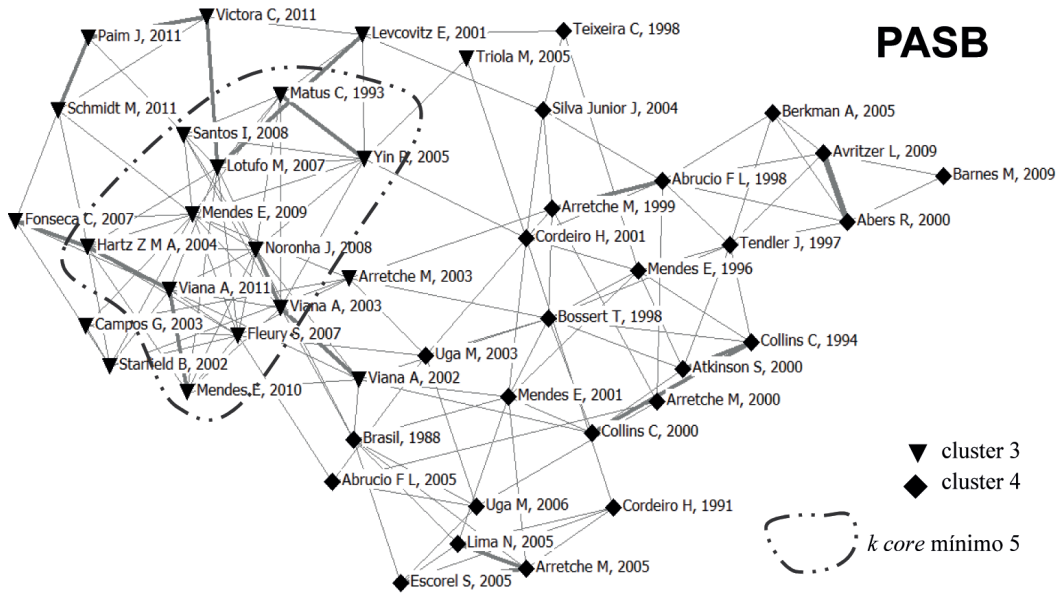 Victora C, 2011
PASB
Paim J, 2011
Levcovitz E, 2001
Teixeira C, 1998
Triola M, 2005
Matus C, 1993
Schmidt M, 2011
Silva Junior J, 2004
Berkman A, 2005
Santos I, 2008
Lotufo M, 2007
Yin R, 2005
Avritzer L, 2009
Abrucio F L, 1998
Barnes M, 2009
Fonseca C, 2007
Mendes E, 2009
Arretche M, 1999
Abers R, 2000
Hartz Z M A, 2004
Noronha J, 2008
Cordeiro H, 2001
Tendler J, 1997
Arretche M, 2003
Mendes E, 1996
Viana A, 2011
Viana A, 2003
Bossert T, 1998
Campos G, 2003
Fleury S, 2007
Collins C, 1994
Starfield B, 2002
Uga M, 2003
Atkinson S, 2000
Mendes E, 2010
Viana A, 2002
Mendes E, 2001
Arretche M, 2000
Brasil, 1988
Collins C, 2000
cluster 3
Abrucio F L, 2005
cluster 4
Uga M, 2006
Cordeiro H, 1991
Lima N, 2005
k core mínimo 5
Arretche M, 2005
Escorel S, 2005